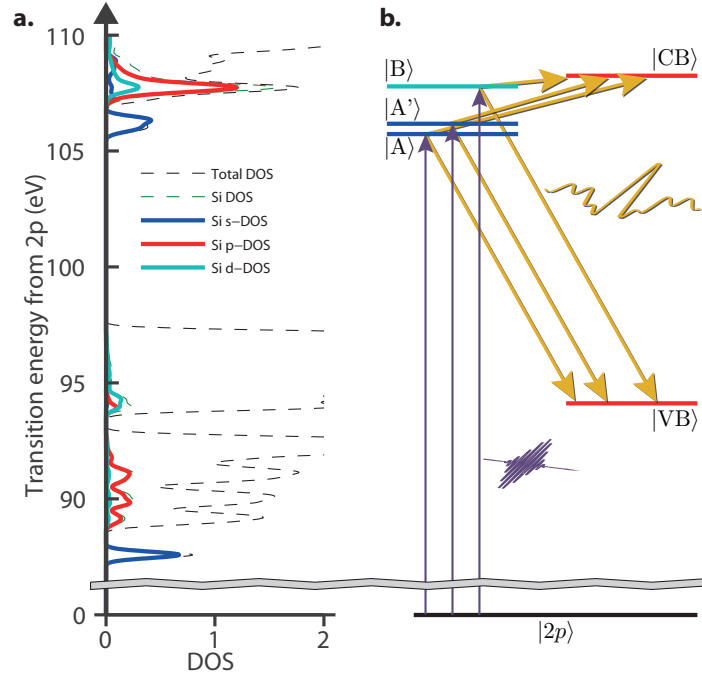 a.
Transition energy from 2p (eV)
110
105
100
95
90
0
0
1
2
DOS
Total DOS
Si DOS
Si s-DOS
Si p-DOS
Si d-DOS
b.
|B⟩
|CB⟩
|A'⟩
|A⟩
|VB⟩
|2p⟩